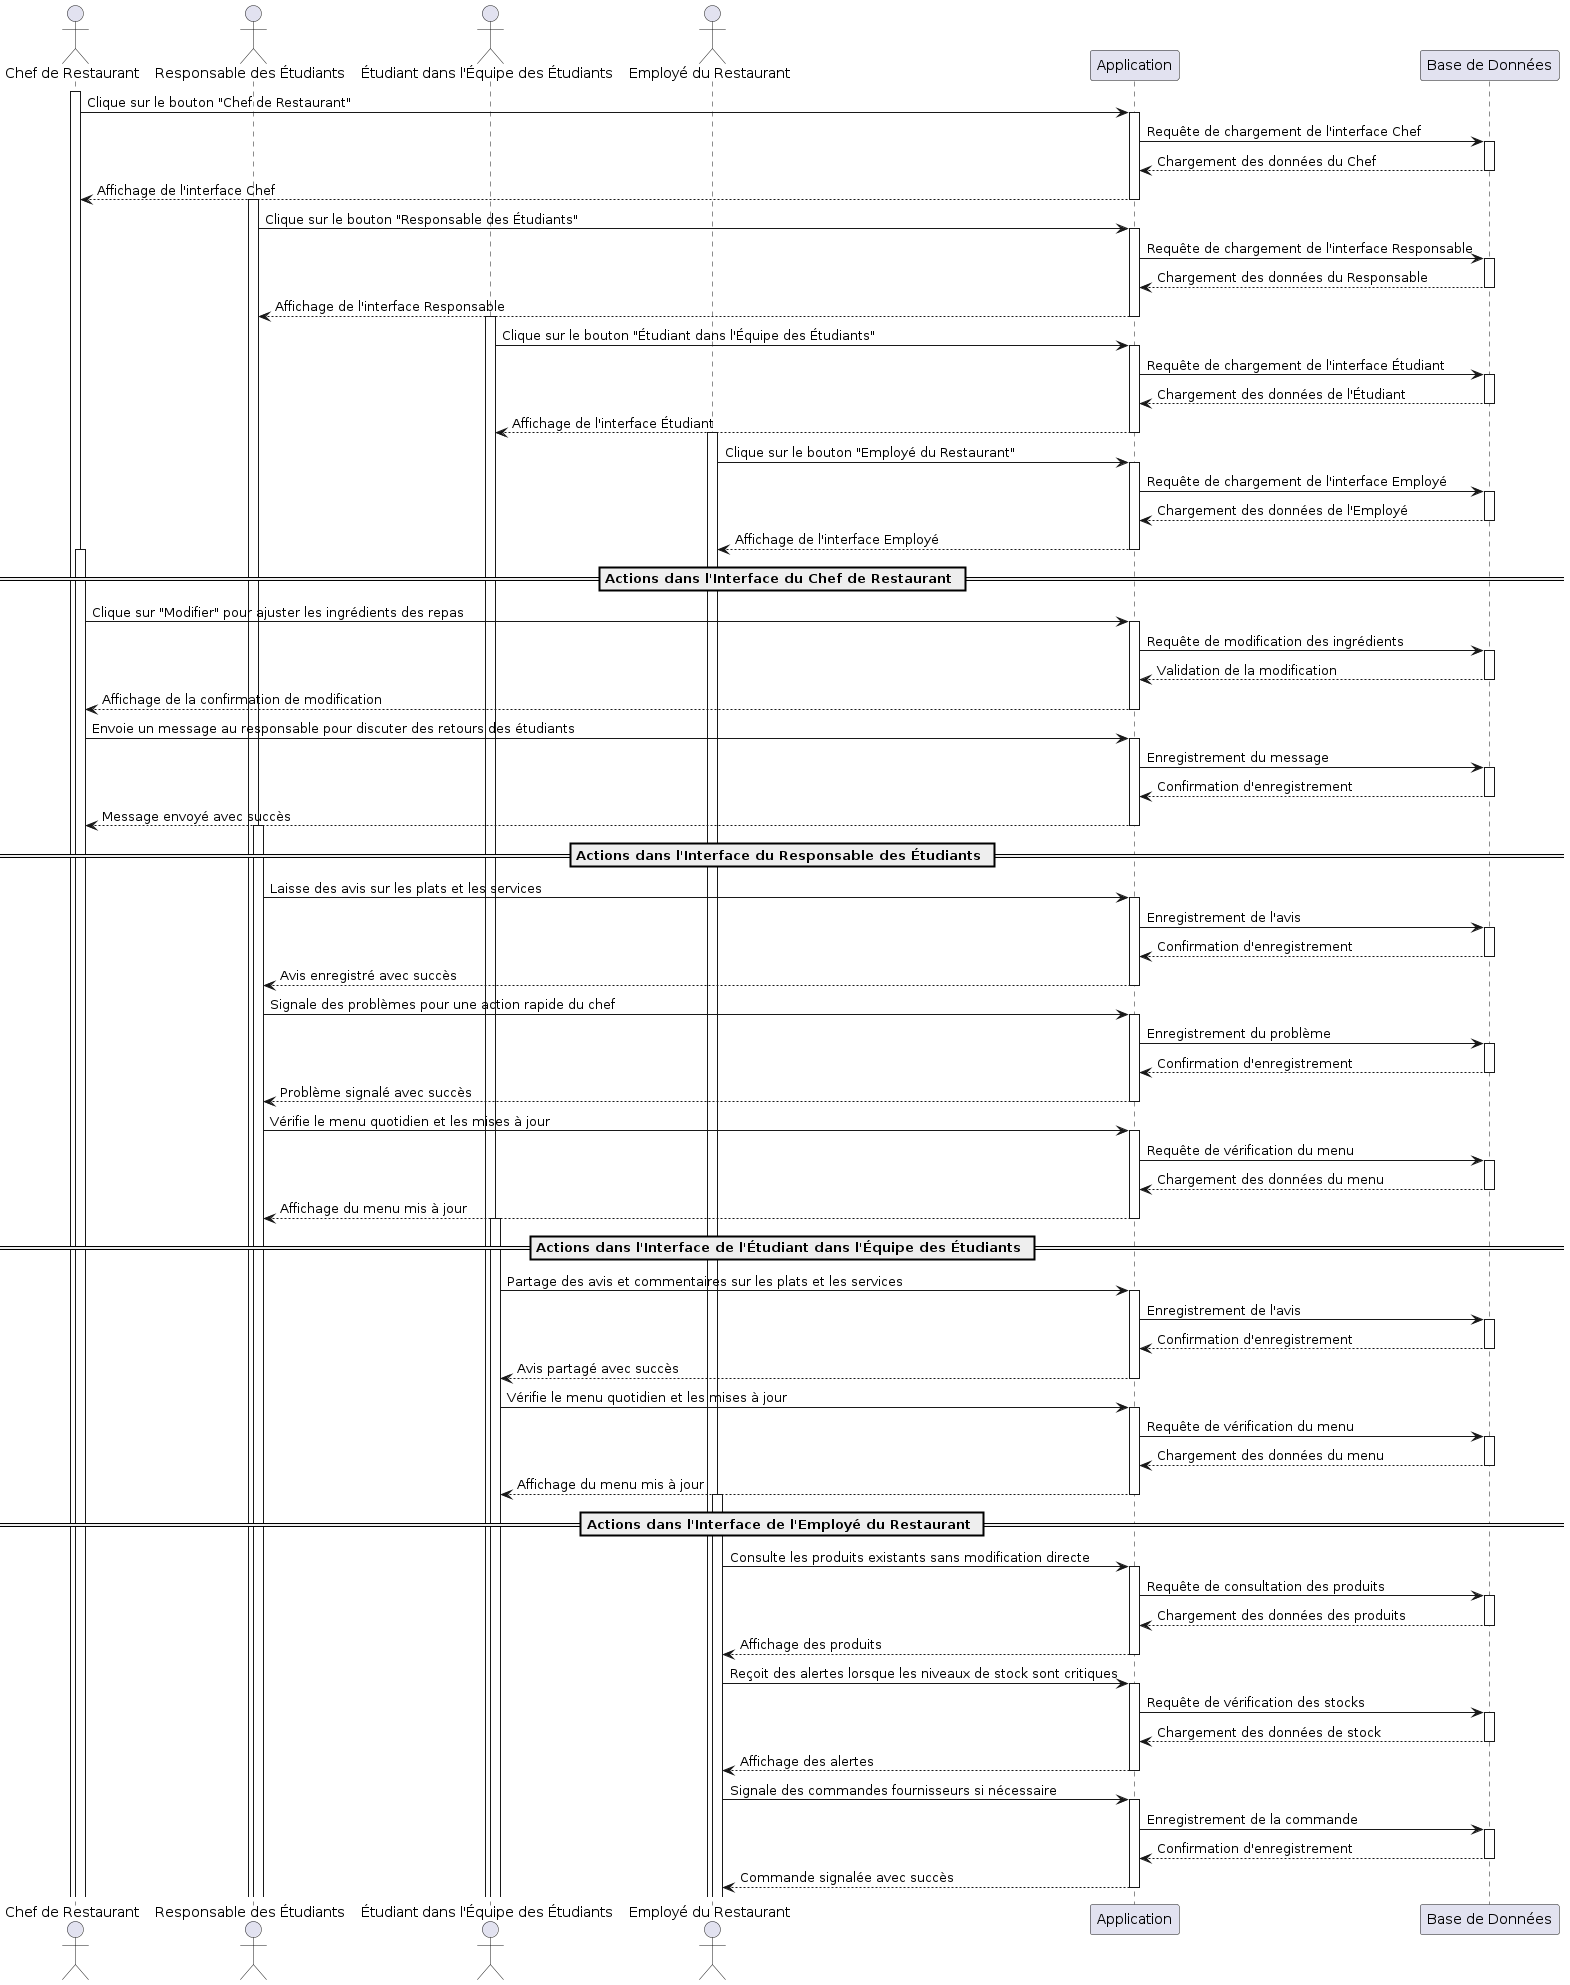 Chef de Restaurant
Responsable des Étudiants
Étudiant dans l'Équipe des Étudiants
Employé du Restaurant
Application
Base de Données
Clique sur le bouton "Chef de Restaurant"
Requête de chargement de l'interface Chef
Chargement des données du Chef
Affichage de l'interface Chef
Clique sur le bouton "Responsable des Étudiants"
Requête de chargement de l'interface Responsable
Chargement des données du Responsable
Affichage de l'interface Responsable
Clique sur le bouton "Étudiant dans l'Équipe des Étudiants"
Requête de chargement de l'interface Étudiant
Chargement des données de l'Étudiant
Affichage de l'interface Étudiant
Clique sur le bouton "Employé du Restaurant"
Requête de chargement de l'interface Employé
Chargement des données de l'Employé
Affichage de l'interface Employé
Actions dans l'Interface du Chef de Restaurant
Clique sur "Modifier" pour ajuster les ingrédients des repas
Requête de modification des ingrédients
Validation de la modification
Affichage de la confirmation de modification
Envoie un message au responsable pour discuter des retours des étudiants
Enregistrement du message
Confirmation d'enregistrement
Message envoyé avec succès
Actions dans l'Interface du Responsable des Étudiants
Laisse des avis sur les plats et les services
Enregistrement de l'avis
Confirmation d'enregistrement
Avis enregistré avec succès
Signale des problèmes pour une action rapide du chef
Enregistrement du problème
Confirmation d'enregistrement
Problème signalé avec succès
Vérifie le menu quotidien et les mises à jour
Requête de vérification du menu
Chargement des données du menu
Affichage du menu mis à jour
Actions dans l'Interface de l'Étudiant dans l'Équipe des Étudiants
Partage des avis et commentaires sur les plats et les services
Enregistrement de l'avis
Confirmation d'enregistrement
Avis partagé avec succès
Vérifie le menu quotidien et les mises à jour
Requête de vérification du menu
Chargement des données du menu
Affichage du menu mis à jour
Actions dans l'Interface de l'Employé du Restaurant
Consulte les produits existants sans modification directe
Requête de consultation des produits
Chargement des données des produits
Affichage des produits
Reçoit des alertes lorsque les niveaux de stock sont critiques
Requête de vérification des stocks
Chargement des données de stock
Affichage des alertes
Signale des commandes fournisseurs si nécessaire
Enregistrement de la commande
Confirmation d'enregistrement
Commande signalée avec succès
Chef de Restaurant
Responsable des Étudiants
Étudiant dans l'Équipe des Étudiants
Employé du Restaurant
Application
Base de Données